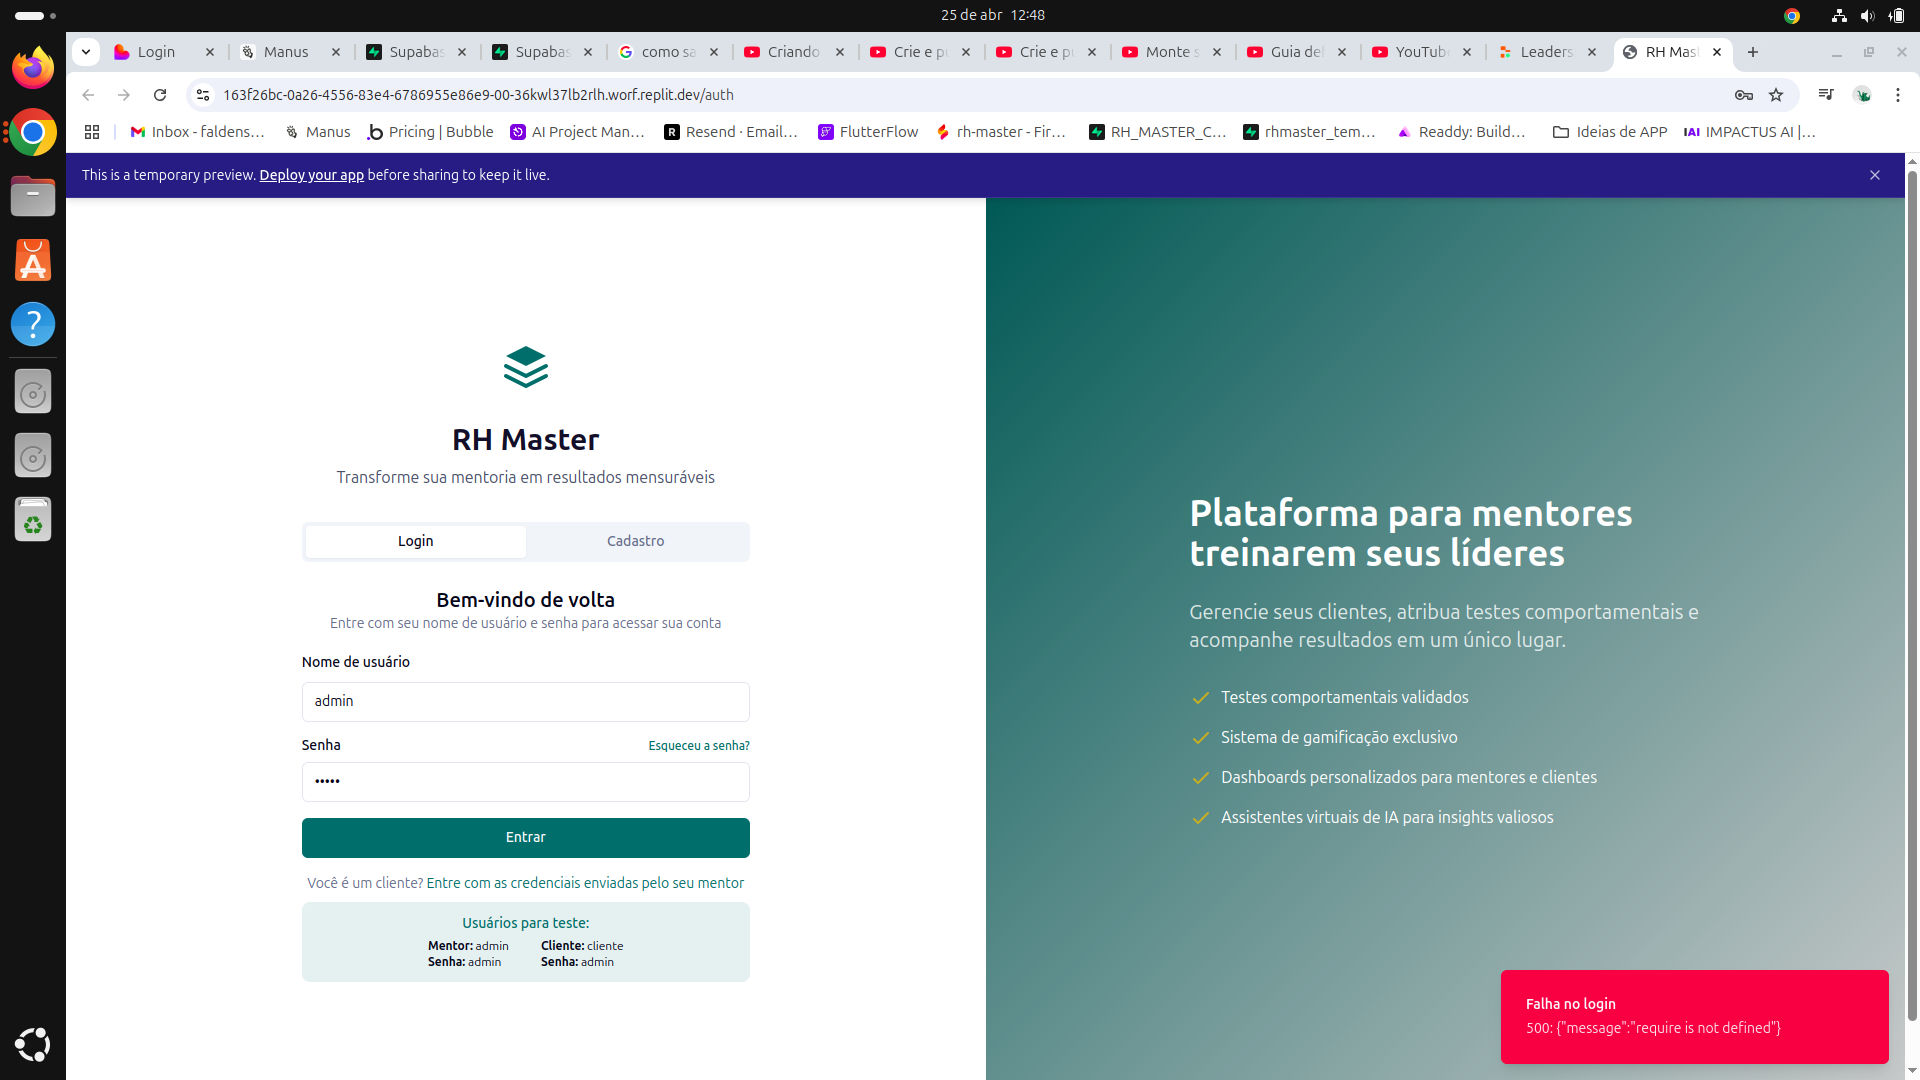 25 de abr 12:48
Login
Manus
Supabas
Supabas
como sa
Criando
Crie e pu
Crie e pu
Monte s
Guia def
YouTube
Leaders
RH Mas
163f26bc-0a26-4556-83e4-6786955e86e9-00-36kwl37lb2rlh.worf.replit.dev/auth
Inbox - faldens...
Manus
Pricing | Bubble
AI Project Man...
Resend · Email...
FlutterFlow
rh-master - Fir...
RH_MASTER_C...
rhmaster_tem...
Readdy: Build...
Ideias de APP
IAI IMPACTUS AI |...
This is a temporary preview. Deploy your app before sharing to keep it live.
RH Master
Transforme sua mentoria em resultados mensuráveis
Login
Cadastro
Bem-vindo de volta
Entre com seu nome de usuário e senha para acessar sua conta
Nome de usuário
admin
Senha
Esqueceu a senha?
•••••
Entrar
Você é um cliente? Entre com as credenciais enviadas pelo seu mentor
Usuários para teste:
Mentor: admin
Senha: admin
Cliente: cliente
Senha: admin
Plataforma para mentores
treinarem seus líderes
Gerencie seus clientes, atribua testes comportamentais e
acompanhe resultados em um único lugar.
Testes comportamentais validados
Sistema de gamificação exclusivo
Dashboards personalizados para mentores e clientes
Assistentes virtuais de IA para insights valiosos
Falha no login
500: {"message":"require is not defined"}